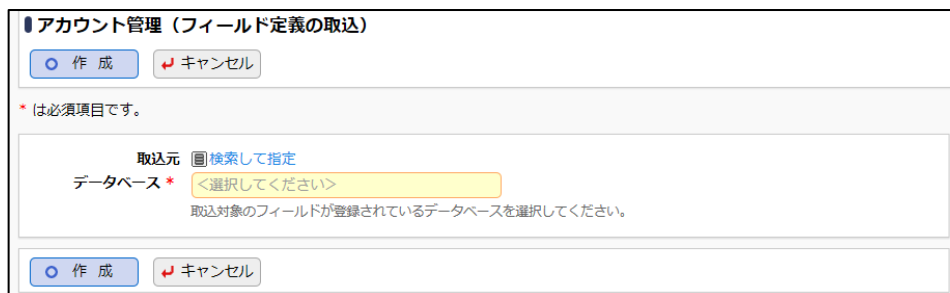 アカウント管理（フィールド定義の取込）
作 成 キャンセル
* は必須項目です。
取込元 検索して指定
データベース * <選択してください>
取込対象のフィールドが登録されているデータベースを選択してください。
作 成 キャンセル